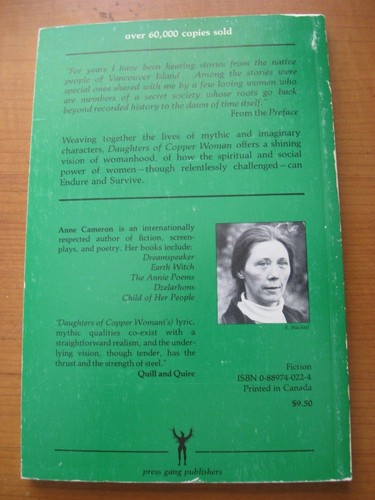 over 60,000 copies sold
"For years I have been hearing stories from the native
people of Vancouver Island . Among the stories were
special ones shared with me by a few loving women who
are members of a secret society whose roots go back
beyond recorded history to the dawn of time itself."
From the Preface
Weaving together the lives of mythic and imaginary
characters, Daughters of Copper Woman offers a shining
vision of womanhood, of how the spiritual and social
power of women—though relentlessly challenged—can
Endure and Survive.
Anne Cameron is an internationally
respected author of fiction, screen-
plays, and poetry. Her books include:
Dreamspeaker
Earth Witch
The Annie Poems
Dzelarhons
Child of Her People
"Daughters of Copper Woman('s) lyric,
mythic qualities co-exist with a
straightforward realism, and the under-
lying vision, though tender, has the
thrust and the strength of steel."
Quill and Quire
Fiction
ISBN 0-88974-022-4
Printed in Canada
$9.50
press gang publishers